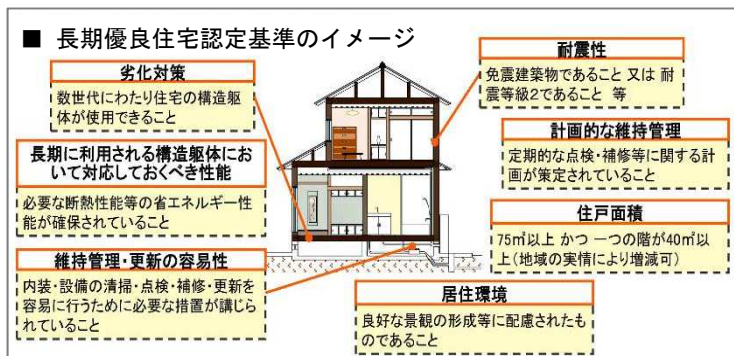 ■ 長期優良住宅認定基準のイメージ
劣化対策
数世代にわたり住宅の構造躯
体が使用できること
長期に利用される構造躯体にお
いて対応しておくべき性能
必要な断熱性能等の省エネルギー性
能が確保されていること
維持管理・更新の容易性
内装・設備の清掃・点検・補修・更新を
容易に行うために必要な措置が講じら
れていること
耐震性
免震建築物であること 又は 耐
震等級2であること 等
計画的な維持管理
定期的な点検・補修等に関する計
画が策定されていること
住戸面積
75㎡以上 かつ 一つの階が40㎡以
上(地域の実情により増減可)
居住環境
良好な景観の形成等に配慮されたも
のであること